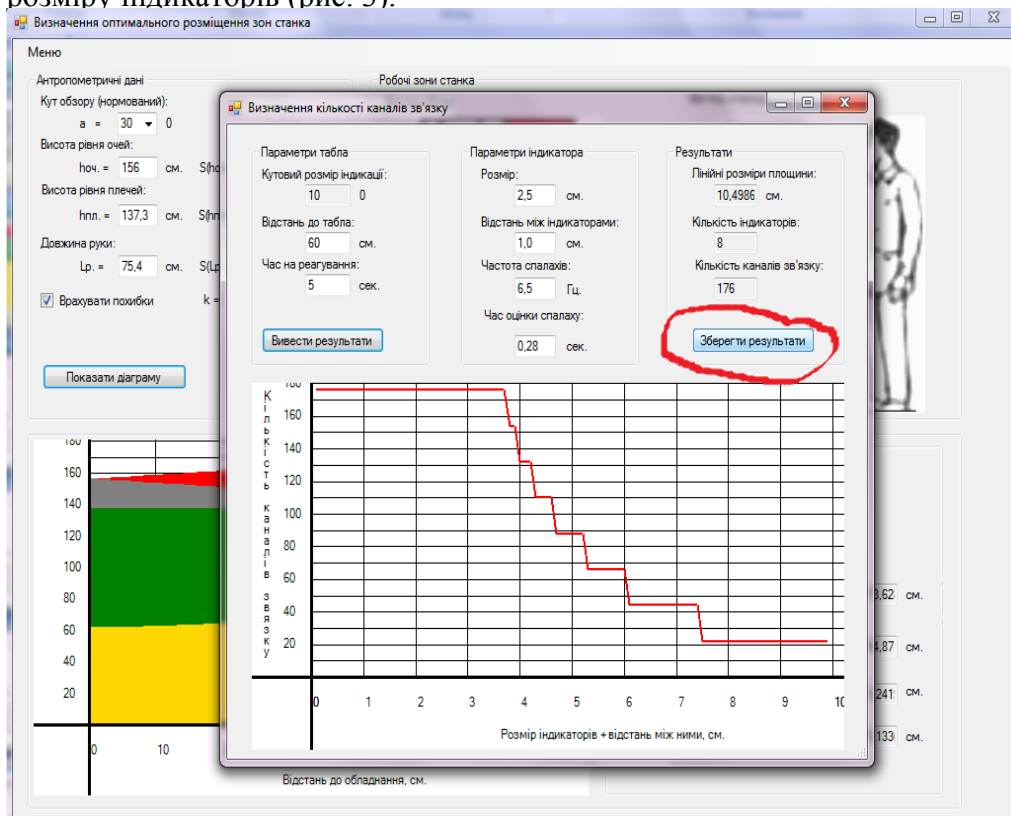 розміру індикаторів (рис. 3).
Визначення оптимального розміщення зон станка
Меню
Антропометричні дані
Робочі зони станка
Кут обзору (нормований):
a = 30 0
Висота рівня очей:
hоч. = 156 см.
Висота рівня плечей:
hпл. = 137,3 см.
Довжина руки:
Lр. = 75,4 см.
Врахувати похибки k =
Показати діаграму
Визначення кількості каналів зв'язку
Параметри табла
Кутовий розмір індикації:
10 0
Відстань до табла:
60 см.
Час на реагування:
5 сек.
Вивести результати
Параметри індикатора
Розмір:
2,5 см.
Відстань між індикаторами:
1,0 см.
Частота спалахів:
6,5 Гц.
Час оцінки спалаху:
0,28 сек.
Результати
Лінійні розміри площини:
10,4986 см.
Кількість індикаторів:
8
Кількість каналів зв'язку:
176
Зберегти результати
Кількість каналів звязку
180
160
140
120
100
80
60
40
20
0 1 2 3 4 5 6 7 8 9 10
Розмір індикаторів + відстань між ними, см.
180
160
140
120
100
80
60
40
20
0 10
Відстань до обладнання, см.
см.
см.
см.
см.